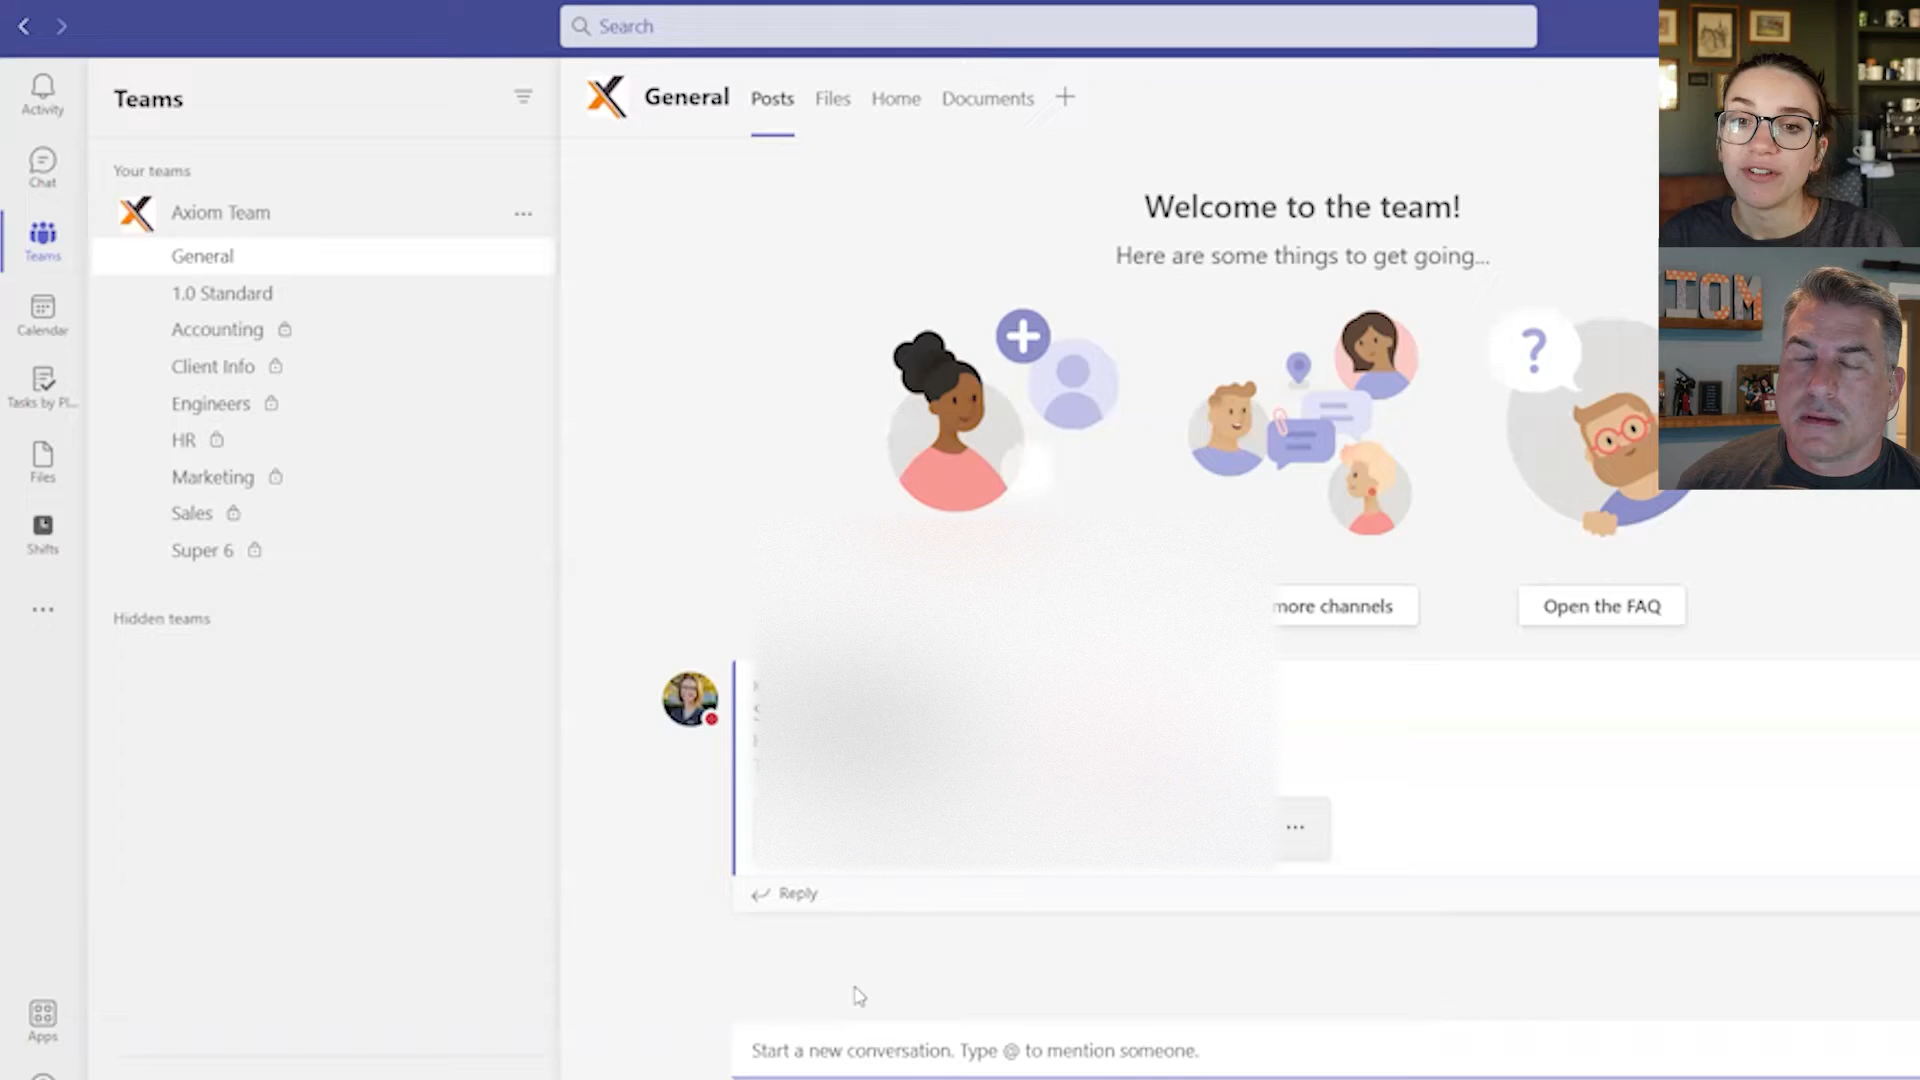 Search
Activity
Chat
Teams
Calendar
Tasks by Pl...
Files
Shifts
Apps
Teams
Your teams
Axiom Team
General
1.0 Standard
Accounting
Client Info
Engineers
HR
Marketing
Sales
Super 6
Hidden teams
General Posts Files Home Documents
Welcome to the team!
Here are some things to get going...
?
more channels
Open the FAQ
Reply
Start a new conversation. Type @ to mention someone.
IOM